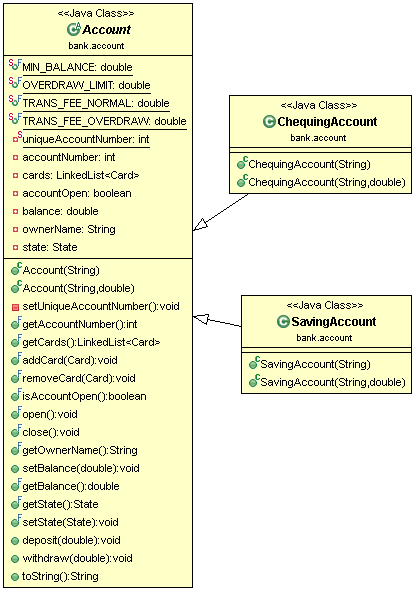 <<Java Class>>
Account
bank.account
MIN_BALANCE: double
OVERDRAW_LIMIT: double
TRANS_FEE_NORMAL: double
TRANS_FEE_OVERDRAW: double
uniqueAccountNumber: int
accountNumber: int
cards: LinkedList<Card>
accountOpen: boolean
balance: double
ownerName: String
state: State
Account(String)
Account(String,double)
setUniqueAccountNumber():void
getAccountNumber():int
getCards():LinkedList<Card>
addCard(Card):void
removeCard(Card):void
isAccountOpen():boolean
open():void
close():void
getOwnerName():String
setBalance(double):void
getBalance():double
getState():State
setState(State):void
deposit(double):void
withdraw(double):void
toString():String
<<Java Class>>
ChequingAccount
bank.account
ChequingAccount(String)
ChequingAccount(String,double)
<<Java Class>>
SavingAccount
bank.account
SavingAccount(String)
SavingAccount(String,double)